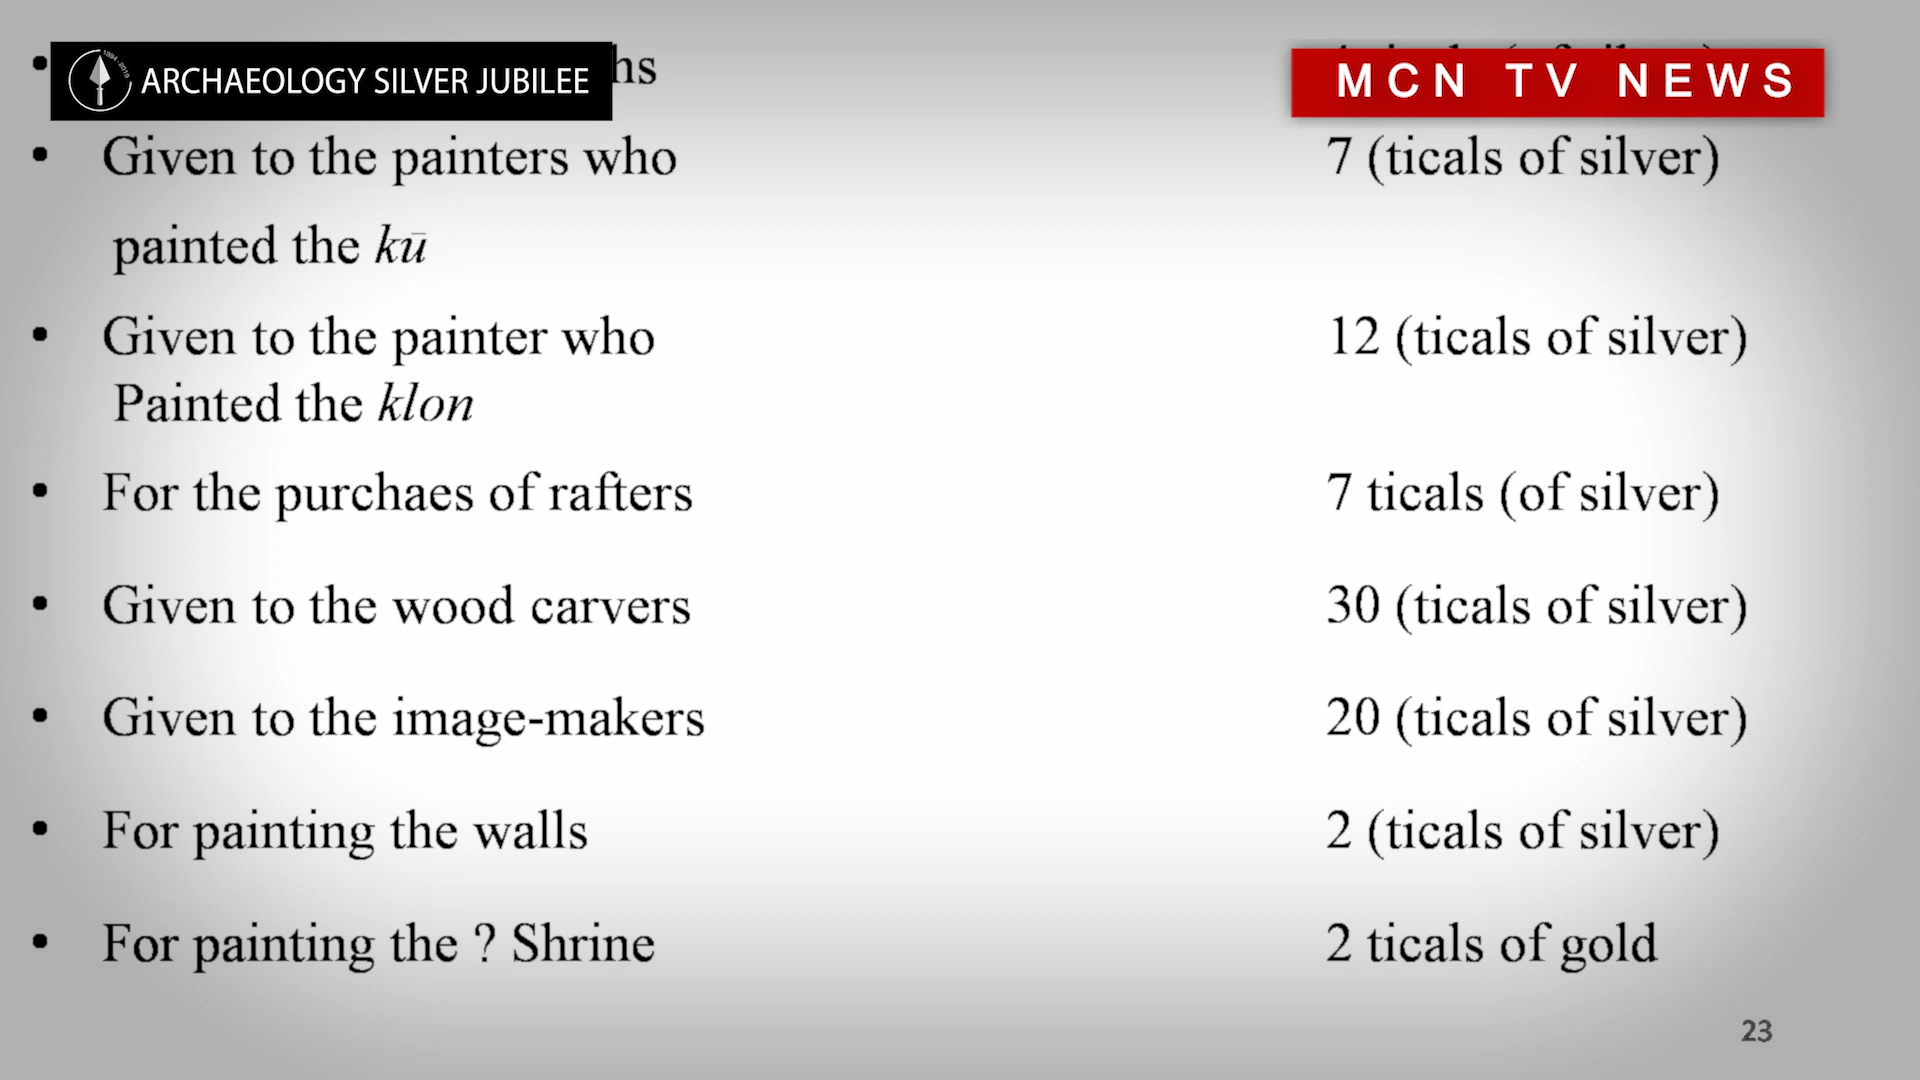 1994 - 2019
ARCHAEOLOGY SILVER JUBILEE
MCN TV NEWS
• Given to the painters who 7 (ticals of silver)
painted the kū
• Given to the painter who 12 (ticals of silver)
Painted the klon
• For the purchaes of rafters 7 ticals (of silver)
• Given to the wood carvers 30 (ticals of silver)
• Given to the image-makers 20 (ticals of silver)
• For painting the walls 2 (ticals of silver)
• For painting the ? Shrine 2 ticals of gold
23